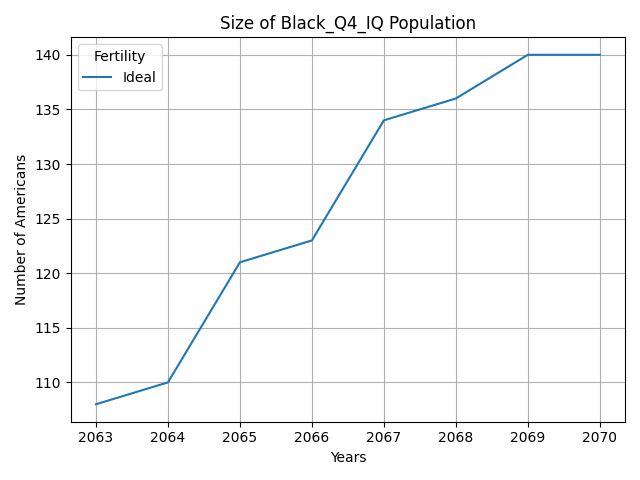 Size of Black_Q4_IQ Population
Fertility
Ideal
Number of Americans
140
135
130
125
120
115
110
2063 2064 2065 2066 2067 2068 2069 2070
Years